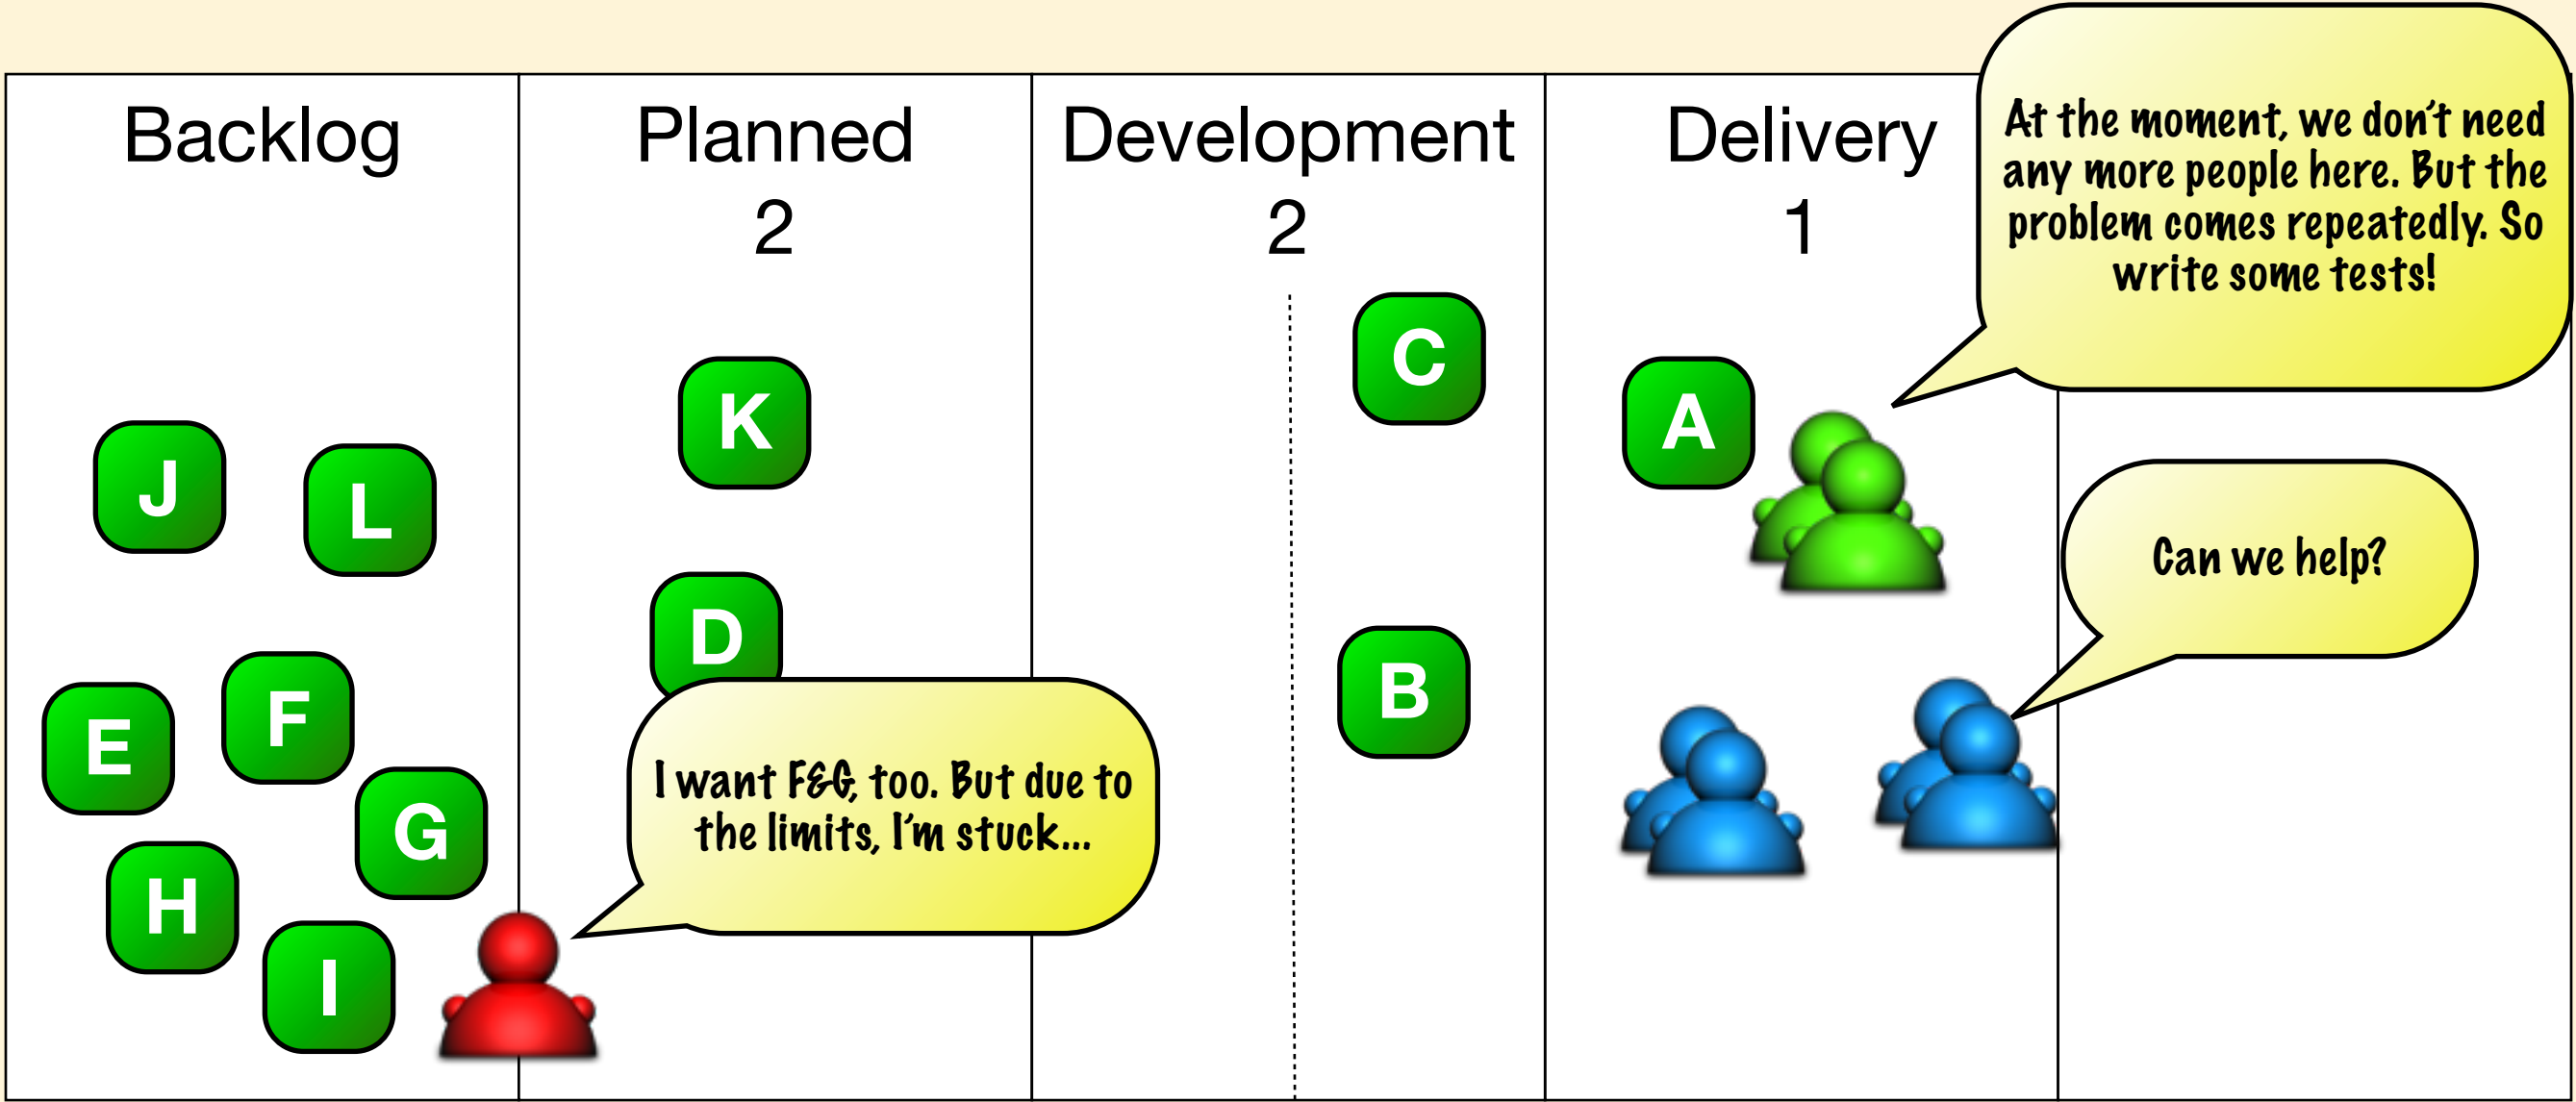 Backlog
Planned
2
Development
2
Delivery
1
At the moment, we don't need
any more people here. But the
problem comes repeatedly. So
write some tests!
C
K
A
J
L
Can we help?
D
B
E
F
G
I want F&G, too. But due to
the limits, I'm stuck...
H
I